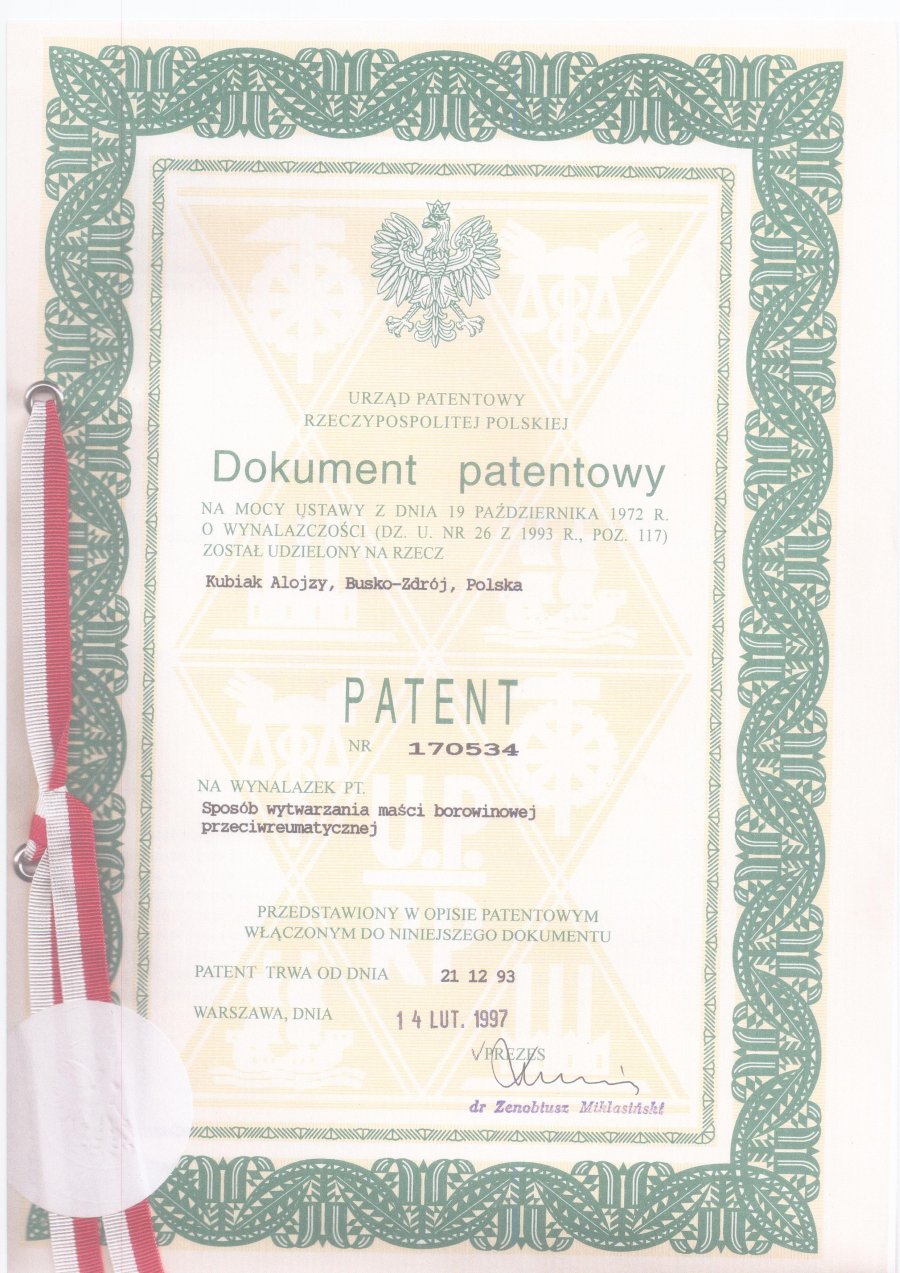 URZĄD PATENTOWY
RZECZYPOSPOLITEJ POLSKIEJ
Dokument patentowy
NA MOCY USTAWY Z DNIA 19 PAŹDZIERNIKA 1972 R.
O WYNALAZCZOŚCI (DZ. U. NR 26 Z 1993 R., POZ. 117)
ZOSTAŁ UDZIELONY NA RZECZ
Kubiak Alojzy, Busko-Zdrój, Polska
PATENT
NR 170534
NA WYNALAZEK PT.
Sposób wytwarzania maści borowinowej
przeciwreumatycznej
U.P.
RP
PRZEDSTAWIONY W OPISIE PATENTOWYM
WŁĄCZONYM DO NINIEJSZEGO DOKUMENTU
PATENT TRWA OD DNIA 21 12 93
WARSZAWA, DNIA 14 LUT. 1997
PREZES
dr Zenobiusz Miklasiński